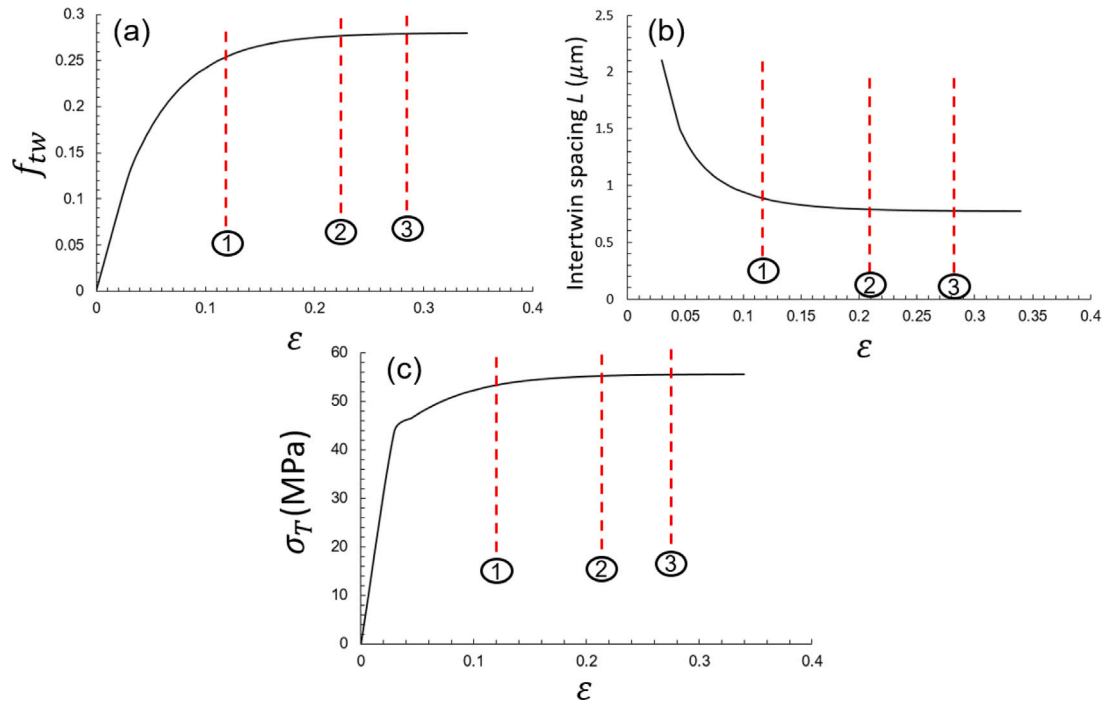 (a)
0.3
0.25
0.2
0.15
0.1
0.05
0
f_tw
① ② ③
0 0.1 0.2 0.3 0.4
ε
(b)
2.5
2
1.5
1
0.5
0
Intertwin spacing L (μm)
① ② ③
0 0.05 0.1 0.15 0.2 0.25 0.3 0.35 0.4
ε
(c)
60
50
40
30
20
10
0
σ_T (MPa)
① ② ③
0 0.1 0.2 0.3 0.4
ε